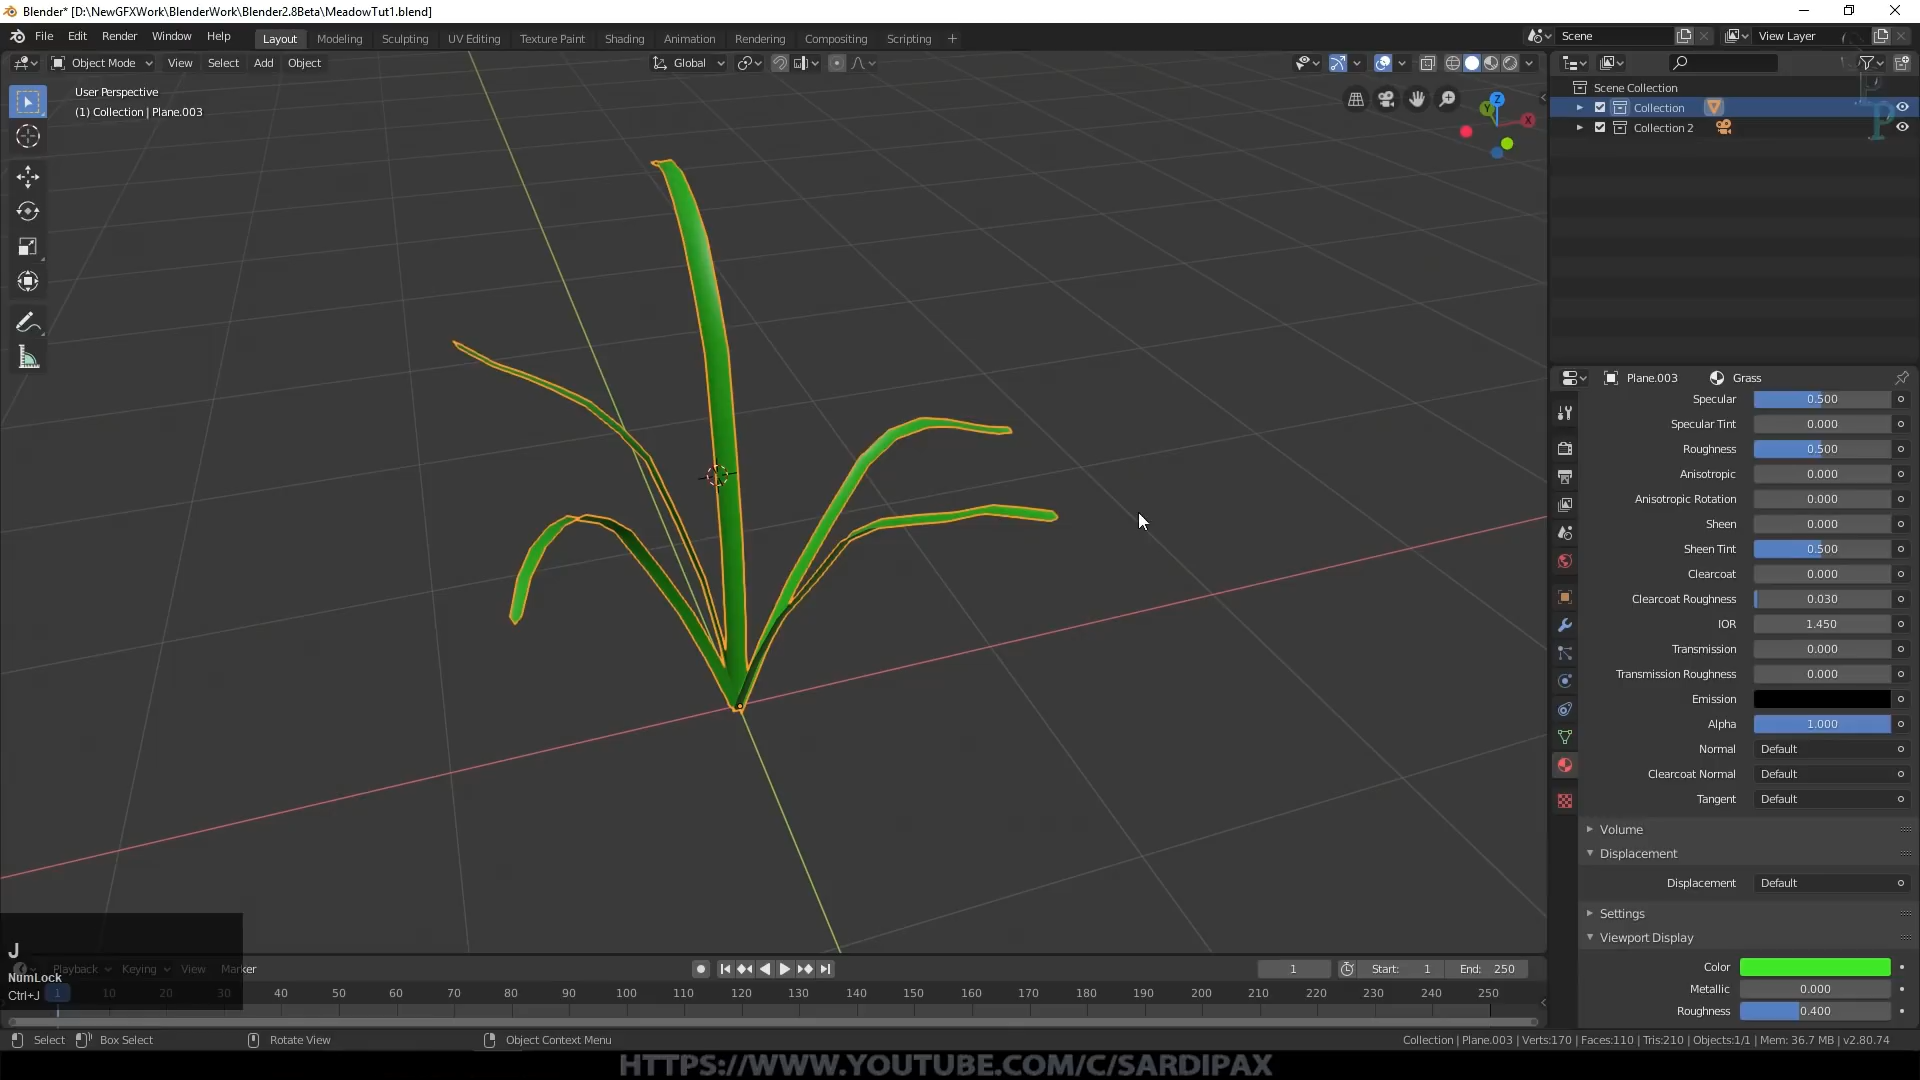 Blender* [D:\NewGFXWork\BlenderWork\Blender2.8Beta\MeadowTut1.blend]
File Edit Render Window Help Layout Modeling Sculpting UV Editing Texture Paint Shading Animation Rendering Compositing Scripting + Scene View Layer
Object Mode View Select Add Object Global
User Perspective
(1) Collection | Plane.003
Z
Y
X
Scene Collection
Collection
Collection 2
P
P
Plane.003 Grass
Specular 0.500
Specular Tint 0.000
Roughness 0.500
Anisotropic 0.000
Anisotropic Rotation 0.000
Sheen 0.000
Sheen Tint 0.500
Clearcoat 0.000
Clearcoat Roughness 0.030
IOR 1.450
Transmission 0.000
Transmission Roughness 0.000
Emission
Alpha 1.000
Normal Default
Clearcoat Normal Default
Tangent Default
Volume
Displacement
Displacement Default
Settings
Viewport Display
Color
Metallic 0.000
Roughness 0.400
J
NumLock
Ctrl+J
Playback Keying View Marker 1 Start: 1 End: 250
1 10 20 30 40 50 60 70 80 90 100 110 120 130 140 150 160 170 180 190 200 210 220 230 240 250
Select Box Select Rotate View Object Context Menu Collection | Plane.003 | Verts:170 | Faces:110 | Tris:210 | Objects:1/1 | Mem: 36.7 MB | v2.80.74
HTTPS://WWW.YOUTUBE.COM/C/SARDIPAX